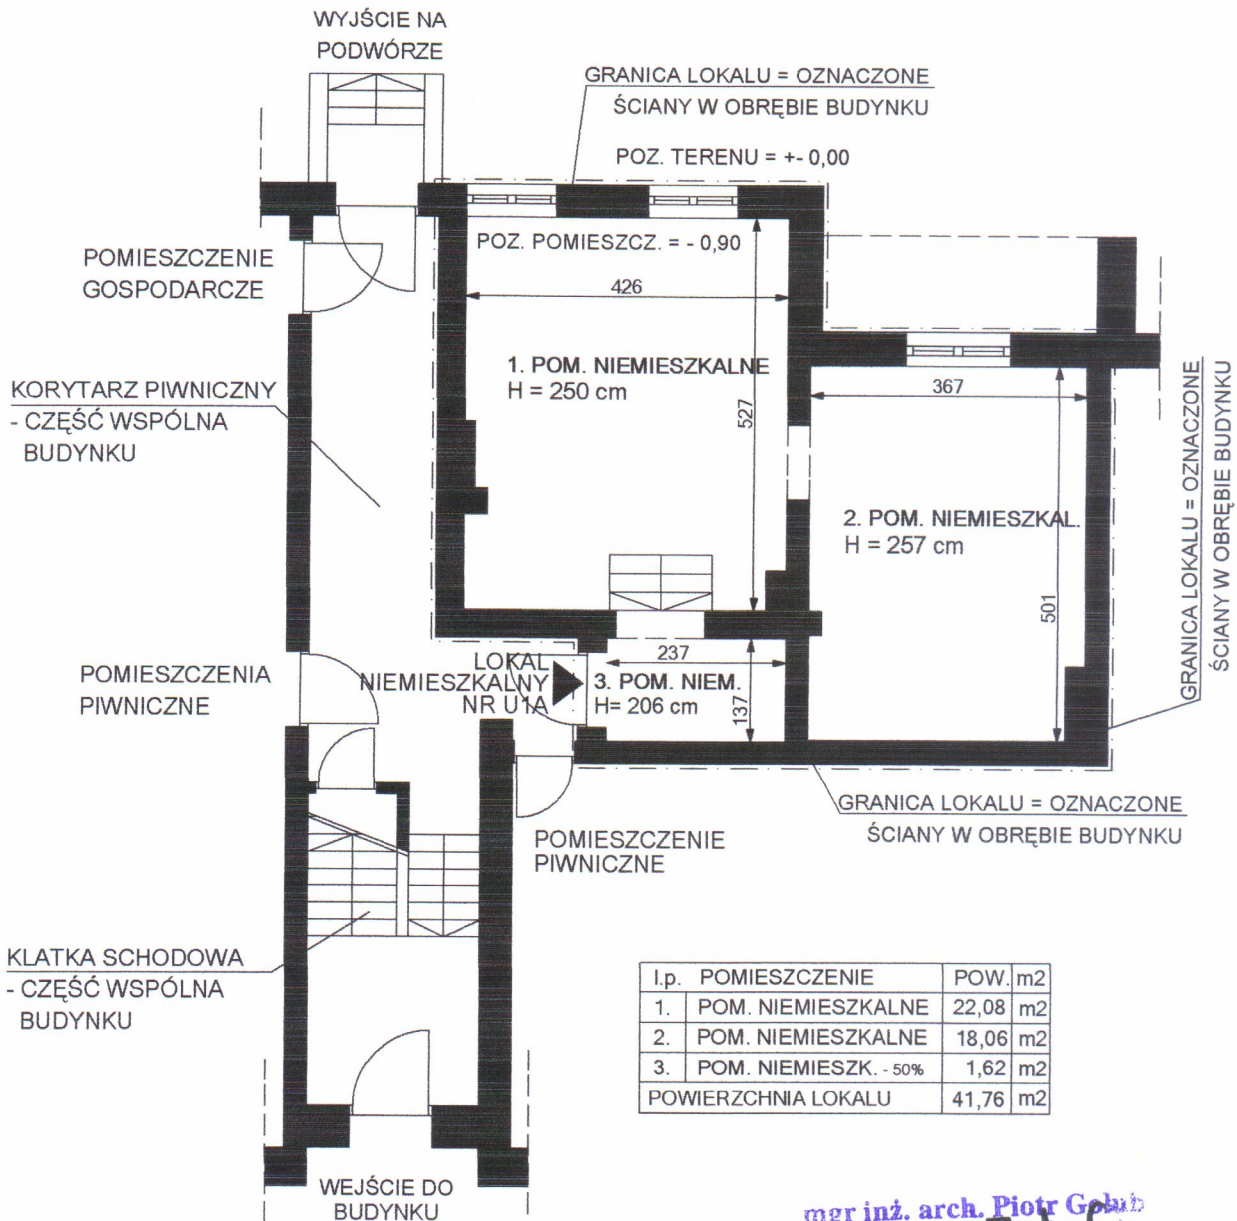 WYJŚCIE NA
PODWÓRZE
GRANICA LOKALU = OZNACZONE
ŚCIANY W OBRĘBIE BUDYNKU
POZ. TERENU = +- 0,00
POMIESZCZENIE
GOSPODARCZE
POZ. POMIESZCZ. = - 0,90
426
1. POM. NIEMIESZKALNE
H = 250 cm
527
367
KORYTARZ PIWNICZNY
- CZĘŚĆ WSPÓLNA
BUDYNKU
2. POM. NIEMIESZKAL.
H = 257 cm
501
GRANICA LOKALU = OZNACZONE
ŚCIANY W OBRĘBIE BUDYNKU
POMIESZCZENIA
PIWNICZNE
LOKAL
NIEMIESZKALNY
NR U1A
237
3. POM. NIEM.
H= 206 cm
137
GRANICA LOKALU = OZNACZONE
ŚCIANY W OBRĘBIE BUDYNKU
POMIESZCZENIE
PIWNICZNE
KLATKA SCHODOWA
- CZĘŚĆ WSPÓLNA
BUDYNKU
l.p. POMIESZCZENIE POW. m2
1. POM. NIEMIESZKALNE 22,08 m2
2. POM. NIEMIESZKALNE 18,06 m2
3. POM. NIEMIESZK. - 50% 1,62 m2
POWIERZCHNIA LOKALU 41,76 m2
WEJŚCIE DO
BUDYNKU
mgr inż. arch. Piotr Gołub